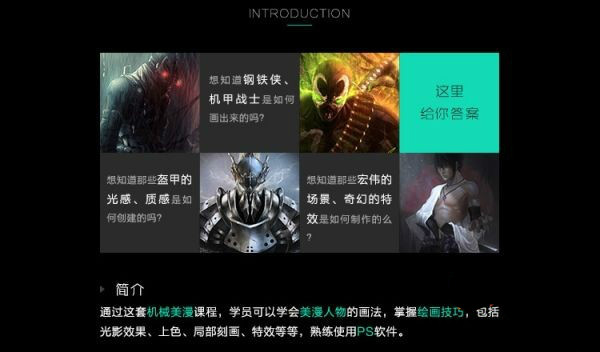 INTRODUCTION
想知道钢铁侠、
机甲战士是如何
画出来的吗?
这里
给你答案
想知道那些盔甲的
光感、质感是如
何创建的吗?
想知道那些宏伟的
场景、奇幻的特
效是如何制作的么
?
简介
通过这套机械美漫课程，学员可以学会美漫人物的画法，掌握绘画技巧，包括
光影效果、上色、局部刻画、特效等等，熟练使用PS软件。